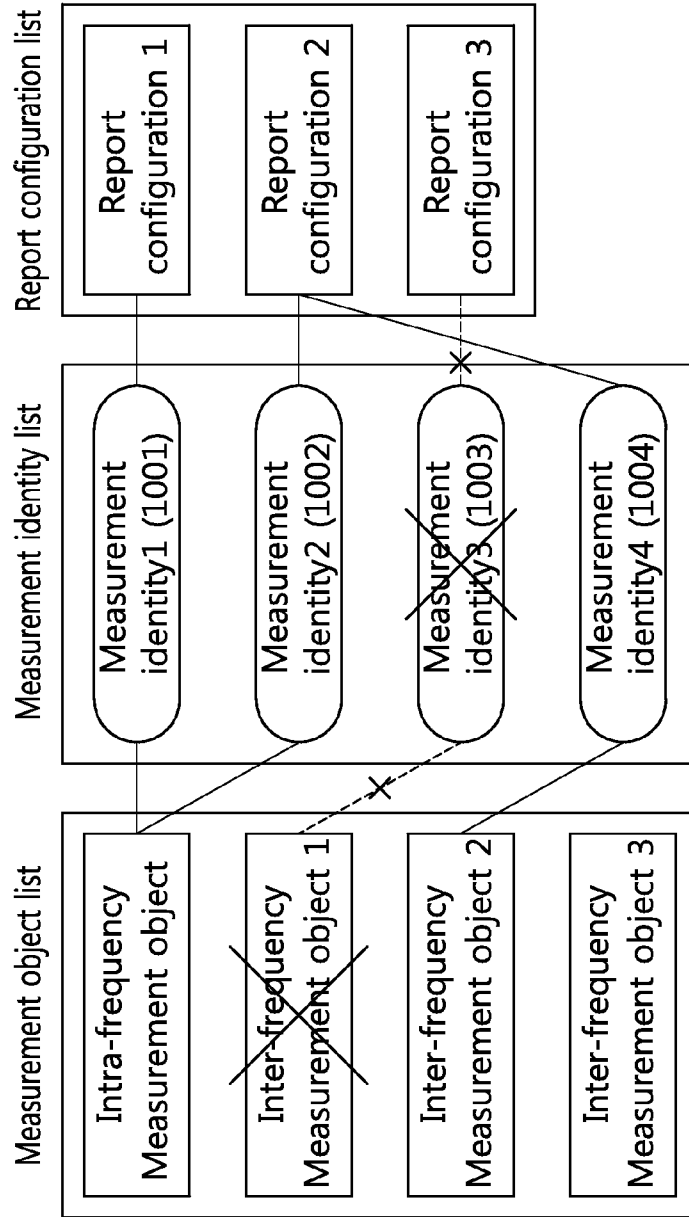 Measurement object list
Intra-frequency
Measurement object
Inter-frequency
Measurement object 1
Inter-frequency
Measurement object 2
Inter-frequency
Measurement object 3
Measurement identity list
Measurement
identity1 (1001)
Measurement
identity2 (1002)
Measurement
identity3 (1003)
Measurement
identity4 (1004)
Report configuration list
Report
configuration 1
Report
configuration 2
Report
configuration 3